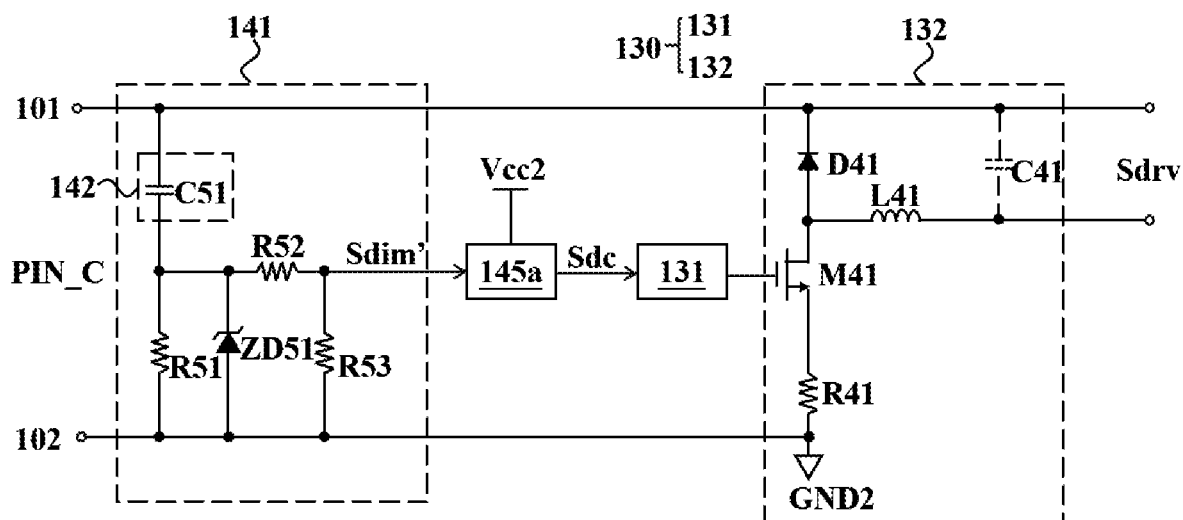 141
130
131
132
132
101
142
C51
Vcc2
D41
C41
Sdrv
L41
R52
Sdim’
145a
Sdc
131
M41
PIN_C
R51
ZD51
R53
R41
102
GND2